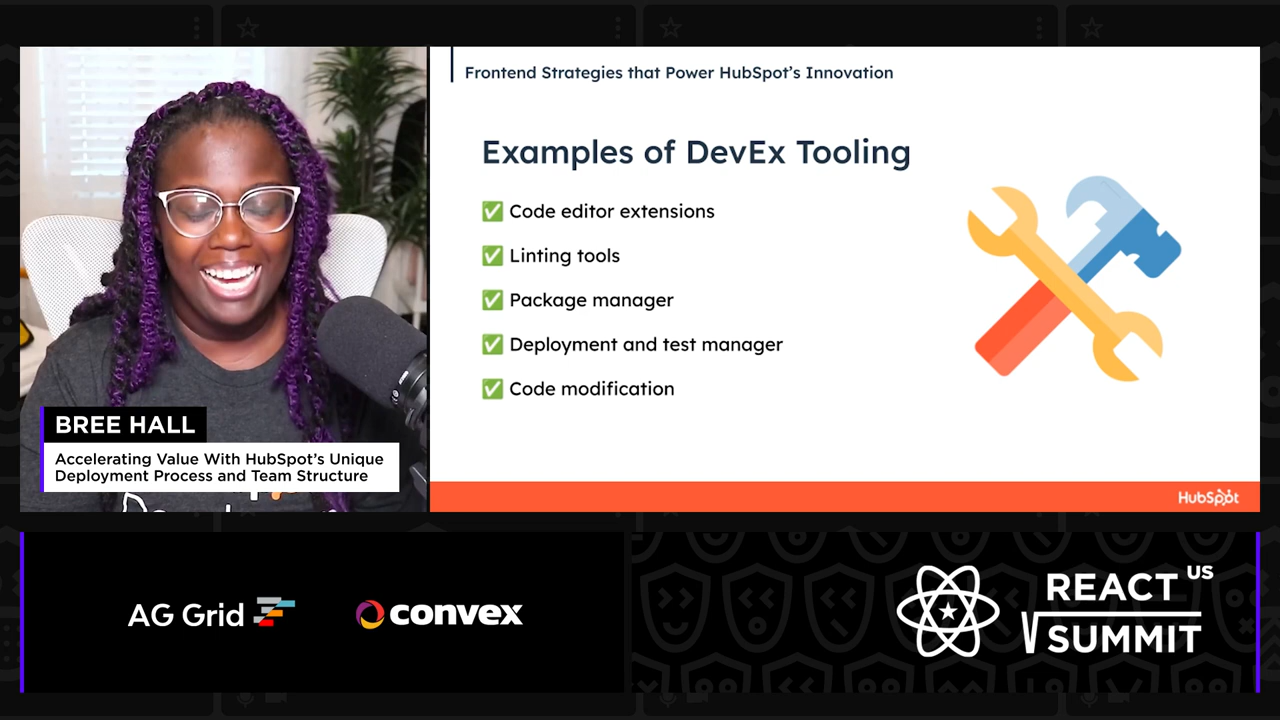 Frontend Strategies that Power HubSpot's Innovation
Examples of DevEx Tooling
✅ Code editor extensions
✅ Linting tools
✅ Package manager
✅ Deployment and test manager
✅ Code modification
HubSpot
BREE HALL
Accelerating Value With HubSpot's Unique
Deployment Process and Team Structure
AG Grid
convex
REACT US
SUMMIT